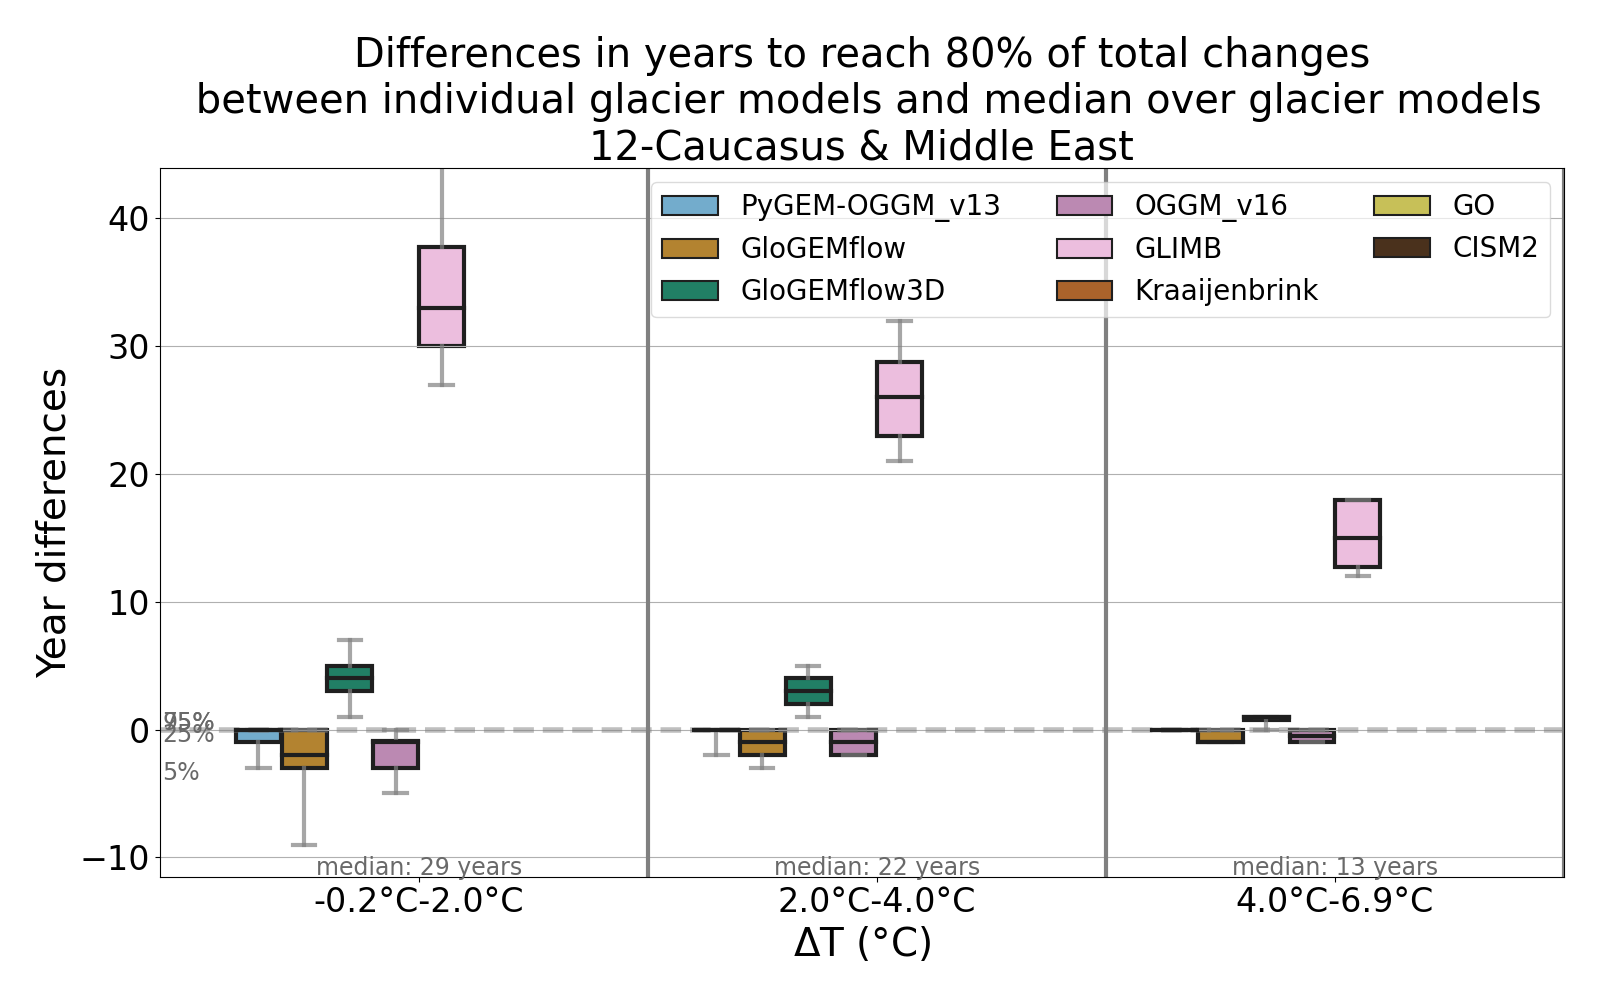 Differences in years to reach 80% of total changes
between individual glacier models and median over glacier models
12-Caucasus & Middle East
PyGEM-OGGM_v13
OGGM_v16
GO
GloGEMflow
GLIMB
CISM2
GloGEMflow3D
Kraaijenbrink
Year differences
40
30
20
10
0
−10
95%
25%
5%
median: 29 years
median: 22 years
median: 13 years
-0.2°C-2.0°C
2.0°C-4.0°C
4.0°C-6.9°C
ΔT (°C)